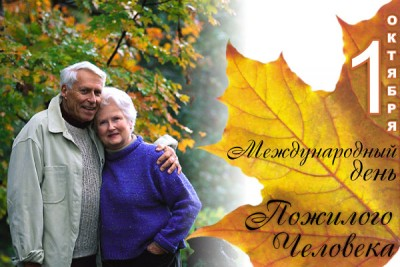 1 ОКТЯБРЯ
Международный
день
Пожилого
Человека